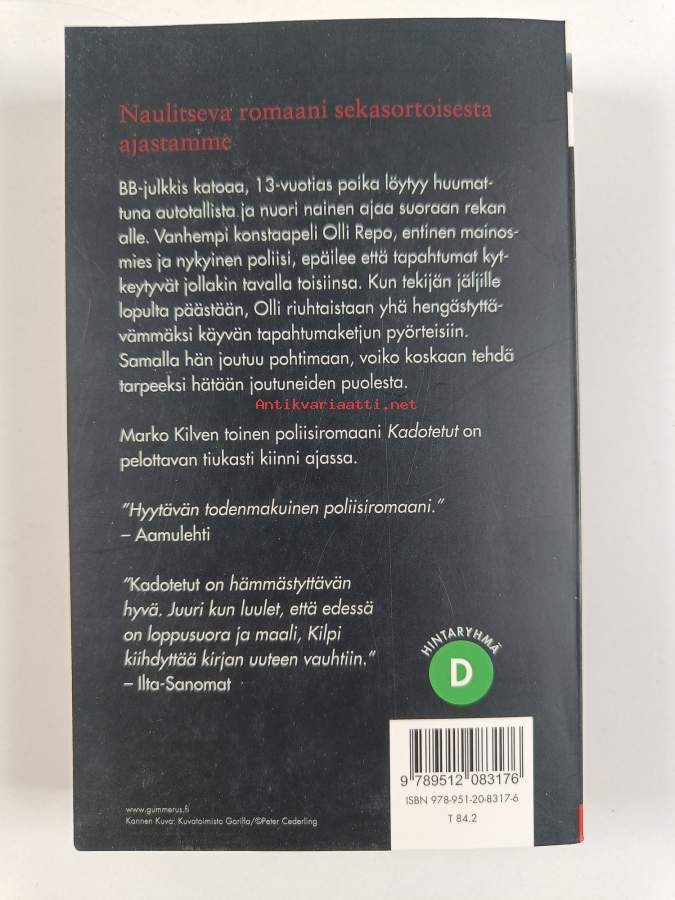 Naulitseva romaani sekasortoisesta
ajastamme
BB-julkkis katoaa, 13-vuotias poika löytyy huumat-
tuna autotallista ja nuori nainen ajaa suoraan rekan
alle. Vanhempi konstaapeli Olli Repo, entinen mainos-
mies ja nykyinen poliisi, epäilee että tapahtumat kyt-
keytyvät jollakin tavalla toisiinsa. Kun tekijän jäljille
lopulta päästään, Olli riuhtaistaan yhä hengästyttä-
vämmäksi käyvän tapahtumaketjun pyörteisiin.
Samalla hän joutuu pohtimaan, voiko koskaan tehdä
tarpeeksi hätään joutuneiden puolesta.
Antikvariaatti.net
Marko Kilven toinen poliisiromaani Kadotetut on
pelottavan tiukasti kiinni ajassa.
"Hyytävän todenmakuinen poliisiromaani."
– Aamulehti
"Kadotetut on hämmästyttävän
hyvä. Juuri kun luulet, että edessä
on loppusuora ja maali, Kilpi
kiihdyttää kirjan uuteen vauhtiin."
– Ilta-Sanomat
HINTARYHMÄ
D
9 789512 083176
ISBN 978-951-20-8317-6
T 84.2
www.gummerus.fi
Kannen Kuva: Kuvatoimisto Gorilla/©Peter Cederling